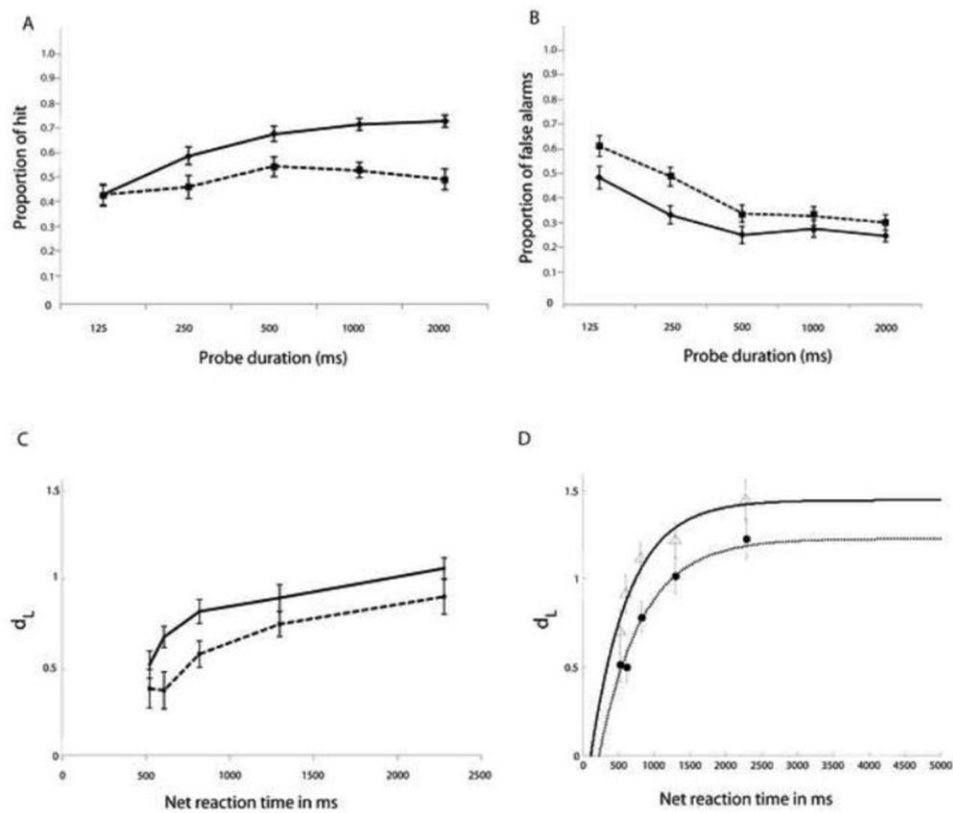 A
Proportion of hit
1.0
0.9
0.8
0.7
0.6
0.5
0.4
0.3
0.2
0.1
0
125 250 500 1000 2000
Probe duration (ms)
B
Proportion of false alarms
1.0
0.9
0.8
0.7
0.6
0.5
0.4
0.3
0.2
0.1
0
125 250 500 1000 2000
Probe duration (ms)
C
dL
1.5
1
0.5
0
0 500 1000 1500 2000 2500
Net reaction time in ms
D
dL
1.5
1
0.5
0
0 500 1000 1500 2000 2500 3000 3500 4000 4500 5000
Net reaction time in ms